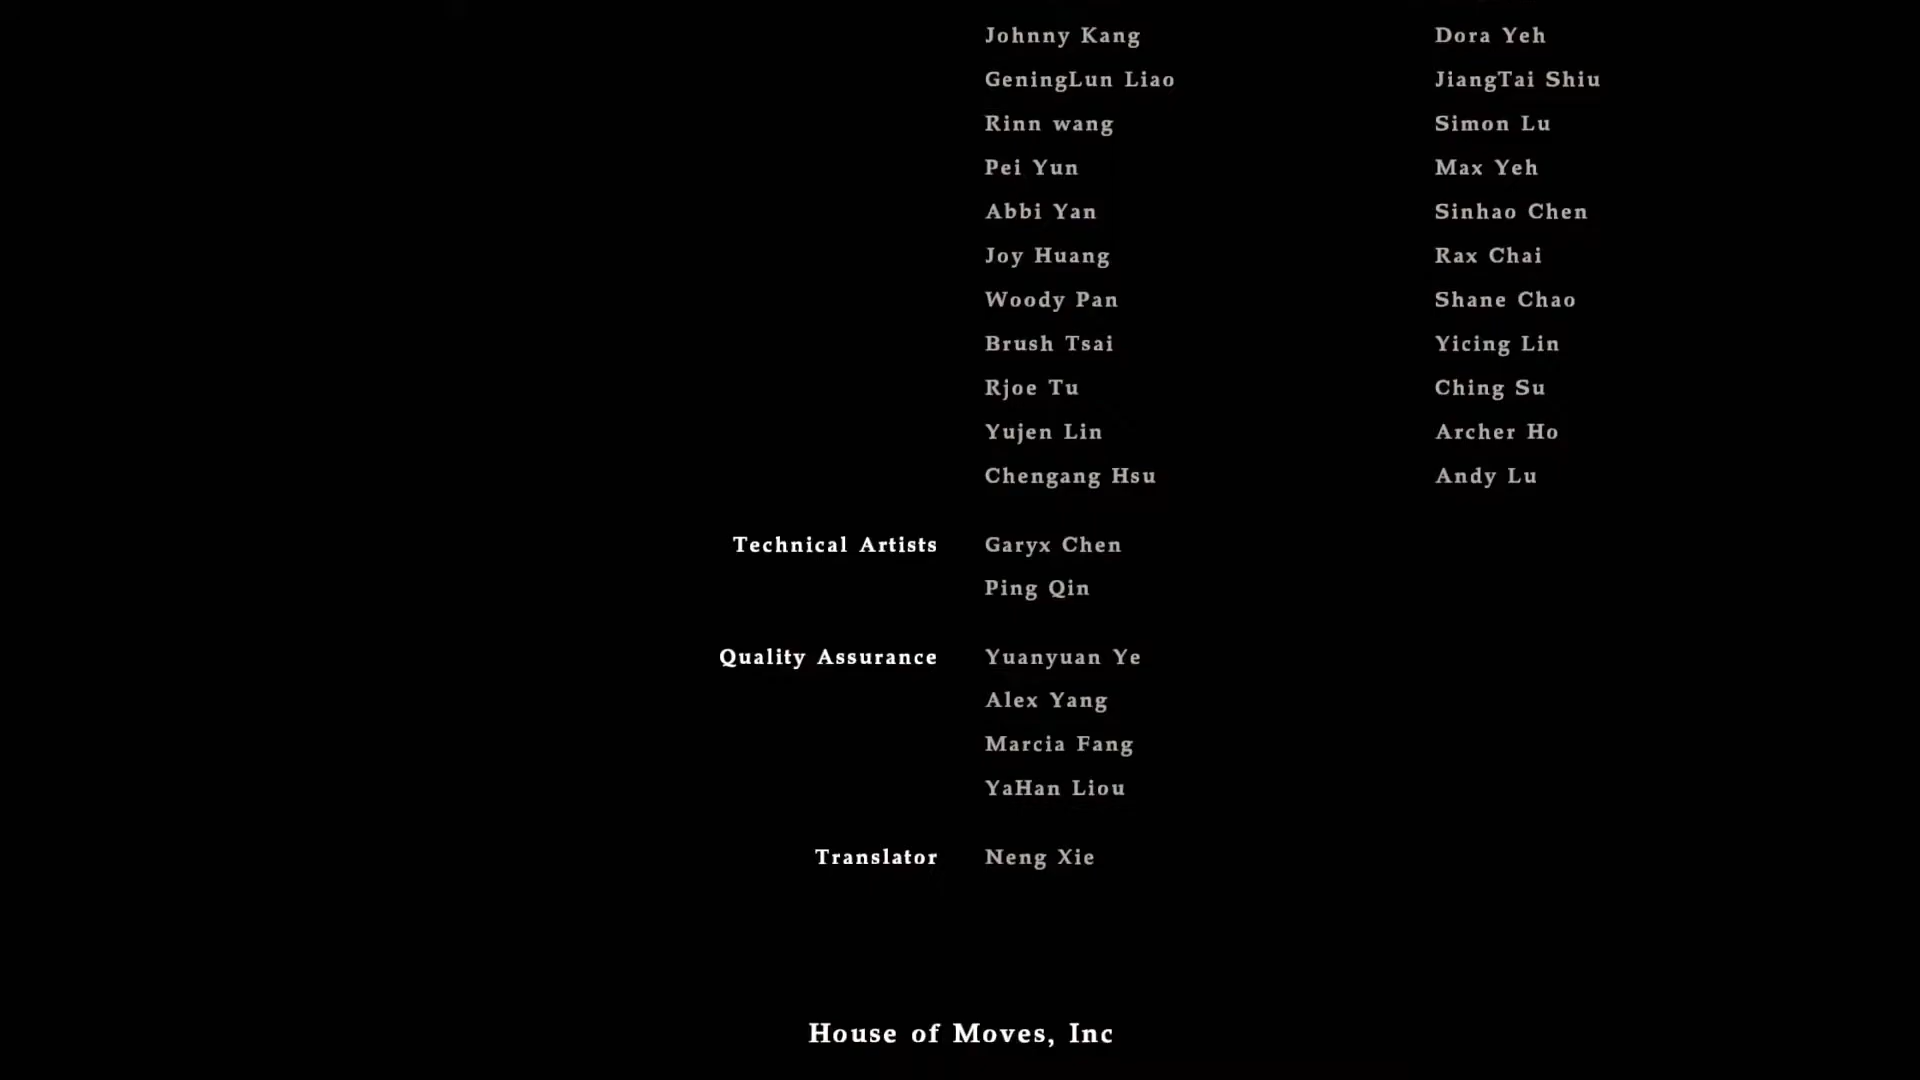 Johnny Kang Dora Yeh
GeningLun Liao JiangTai Shiu
Rinn wang Simon Lu
Pei Yun Max Yeh
Abbi Yan Sinhao Chen
Joy Huang Rax Chai
Woody Pan Shane Chao
Brush Tsai Yicing Lin
Rjoe Tu Ching Su
Yujen Lin Archer Ho
Chengang Hsu Andy Lu
Technical Artists Garyx Chen
Ping Qin
Quality Assurance Yuanyuan Ye
Alex Yang
Marcia Fang
YaHan Liou
Translator Neng Xie
House of Moves, Inc